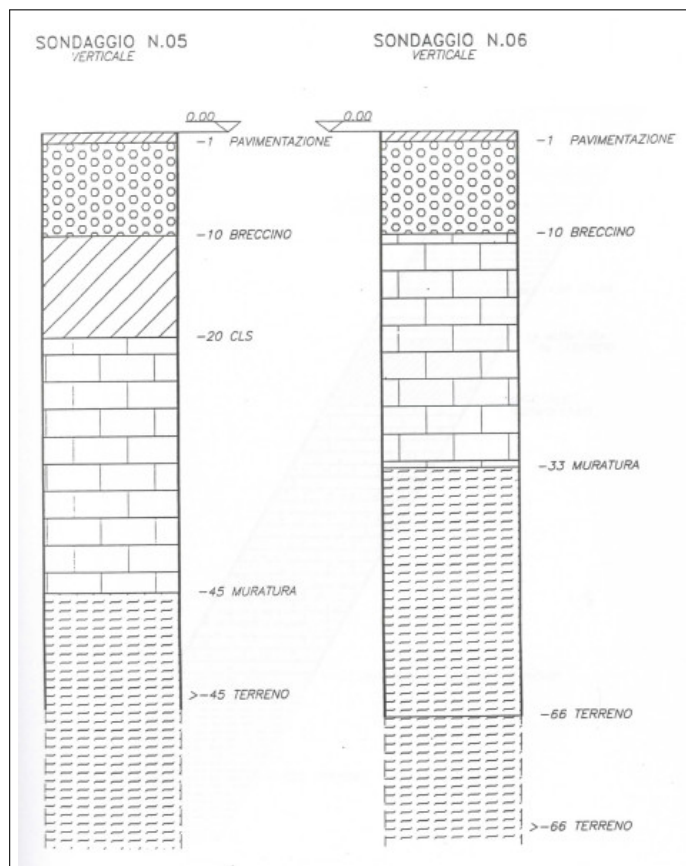 SONDAGGIO N.05
VERTICALE
0.00
-1 PAVIMENTAZIONE
-10 BRECCINO
-20 CLS
-45 MURATURA
>-45 TERRENO
SONDAGGIO N.06
VERTICALE
0.00
-1 PAVIMENTAZIONE
-10 BRECCINO
-33 MURATURA
-66 TERRENO
>-66 TERRENO